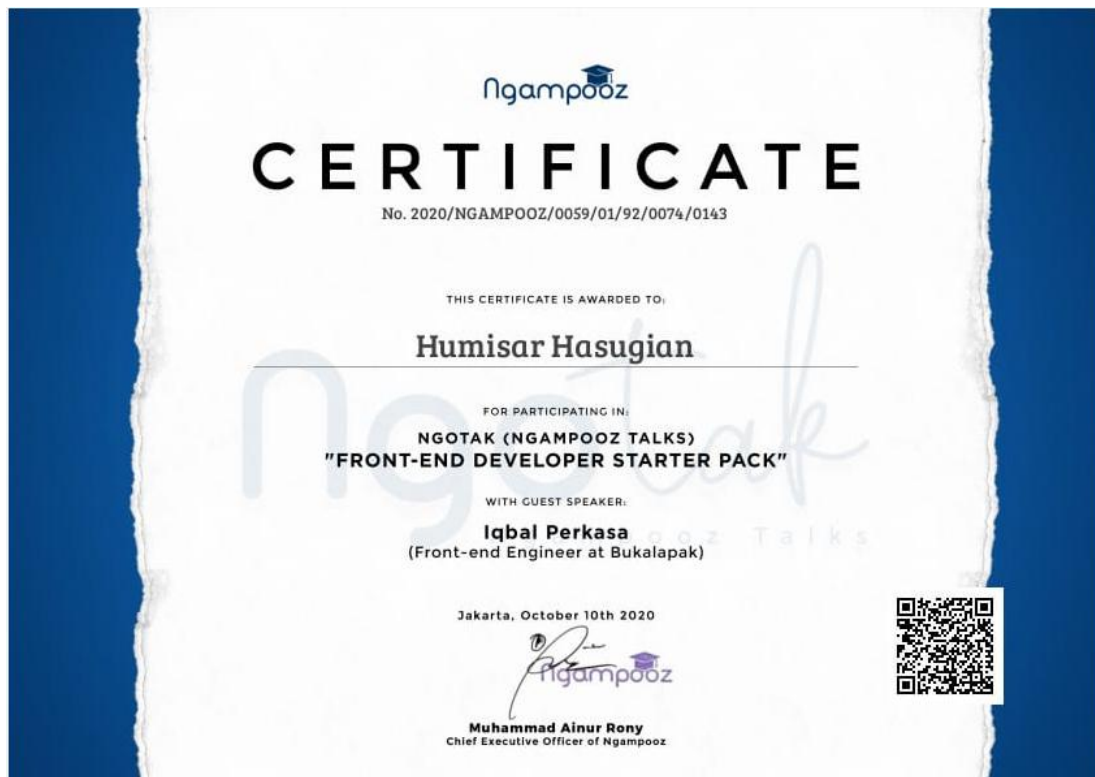 Ngampooz
CERTIFICATE
No. 2020/NGAMPOOZ/0059/01/92/0074/0143
THIS CERTIFICATE IS AWARDED TO:
Humisar Hasugian
FOR PARTICIPATING IN:
NGOTAK (NGAMPOOZ TALKS)
"FRONT-END DEVELOPER STARTER PACK"
WITH GUEST SPEAKER:
Iqbal Perkasa
(Front-end Engineer at Bukalapak)
Ngotak
Talks
Jakarta, October 10th 2020
ngampooz
Muhammad Ainur Rony
Chief Executive Officer of Ngampooz